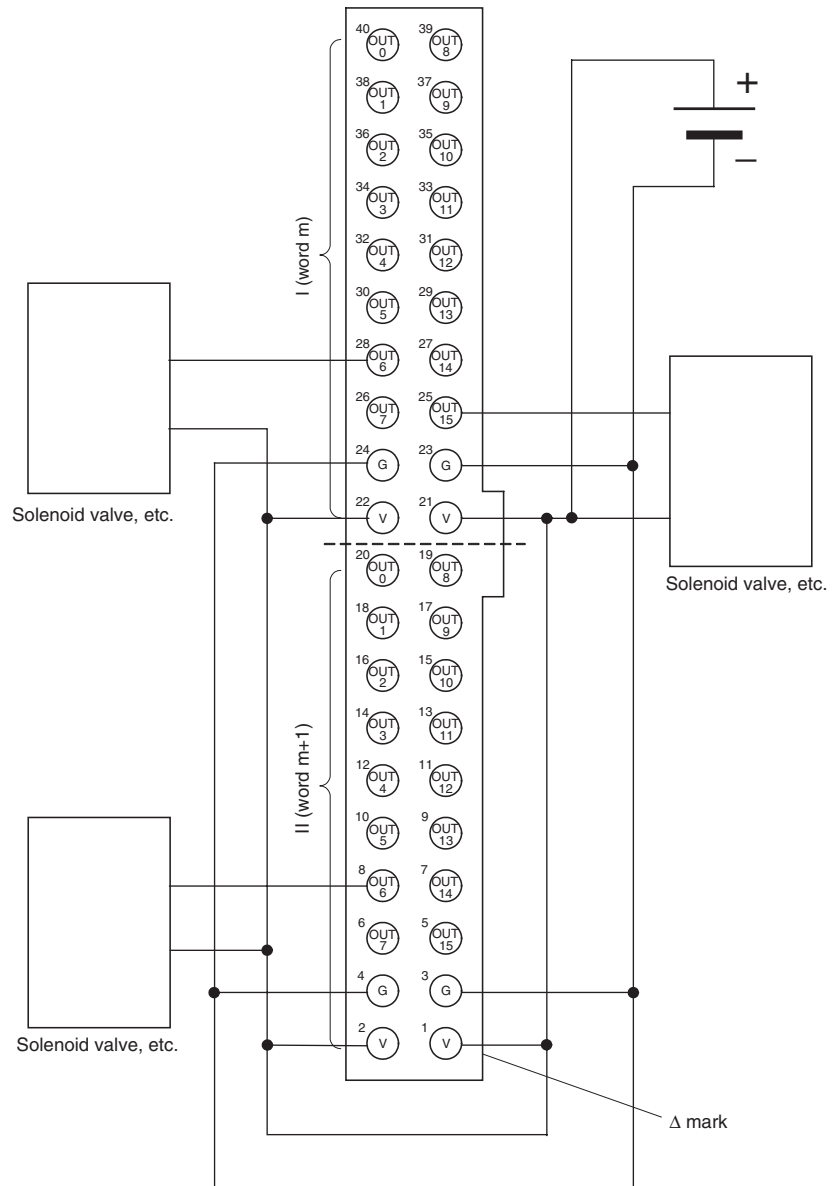 40 OUT 0 39 OUT 8
+
38 OUT 1 37 OUT 9
36 OUT 2 35 OUT 10
−
34 OUT 3 33 OUT 11
I (word m)
32 OUT 4 31 OUT 12
30 OUT 5 29 OUT 13
28 OUT 6 27 OUT 14
26 OUT 7 25 OUT 15
24 G 23 G
22 V 21 V
Solenoid valve, etc.
20 OUT 0 19 OUT 8
Solenoid valve, etc.
18 OUT 1 17 OUT 9
16 OUT 2 15 OUT 10
14 OUT 3 13 OUT 11
II (word m+1)
12 OUT 4 11 OUT 12
10 OUT 5 9 OUT 13
8 OUT 6 7 OUT 14
6 OUT 7 5 OUT 15
4 G 3 G
2 V 1 V
Solenoid valve, etc.
Δ mark